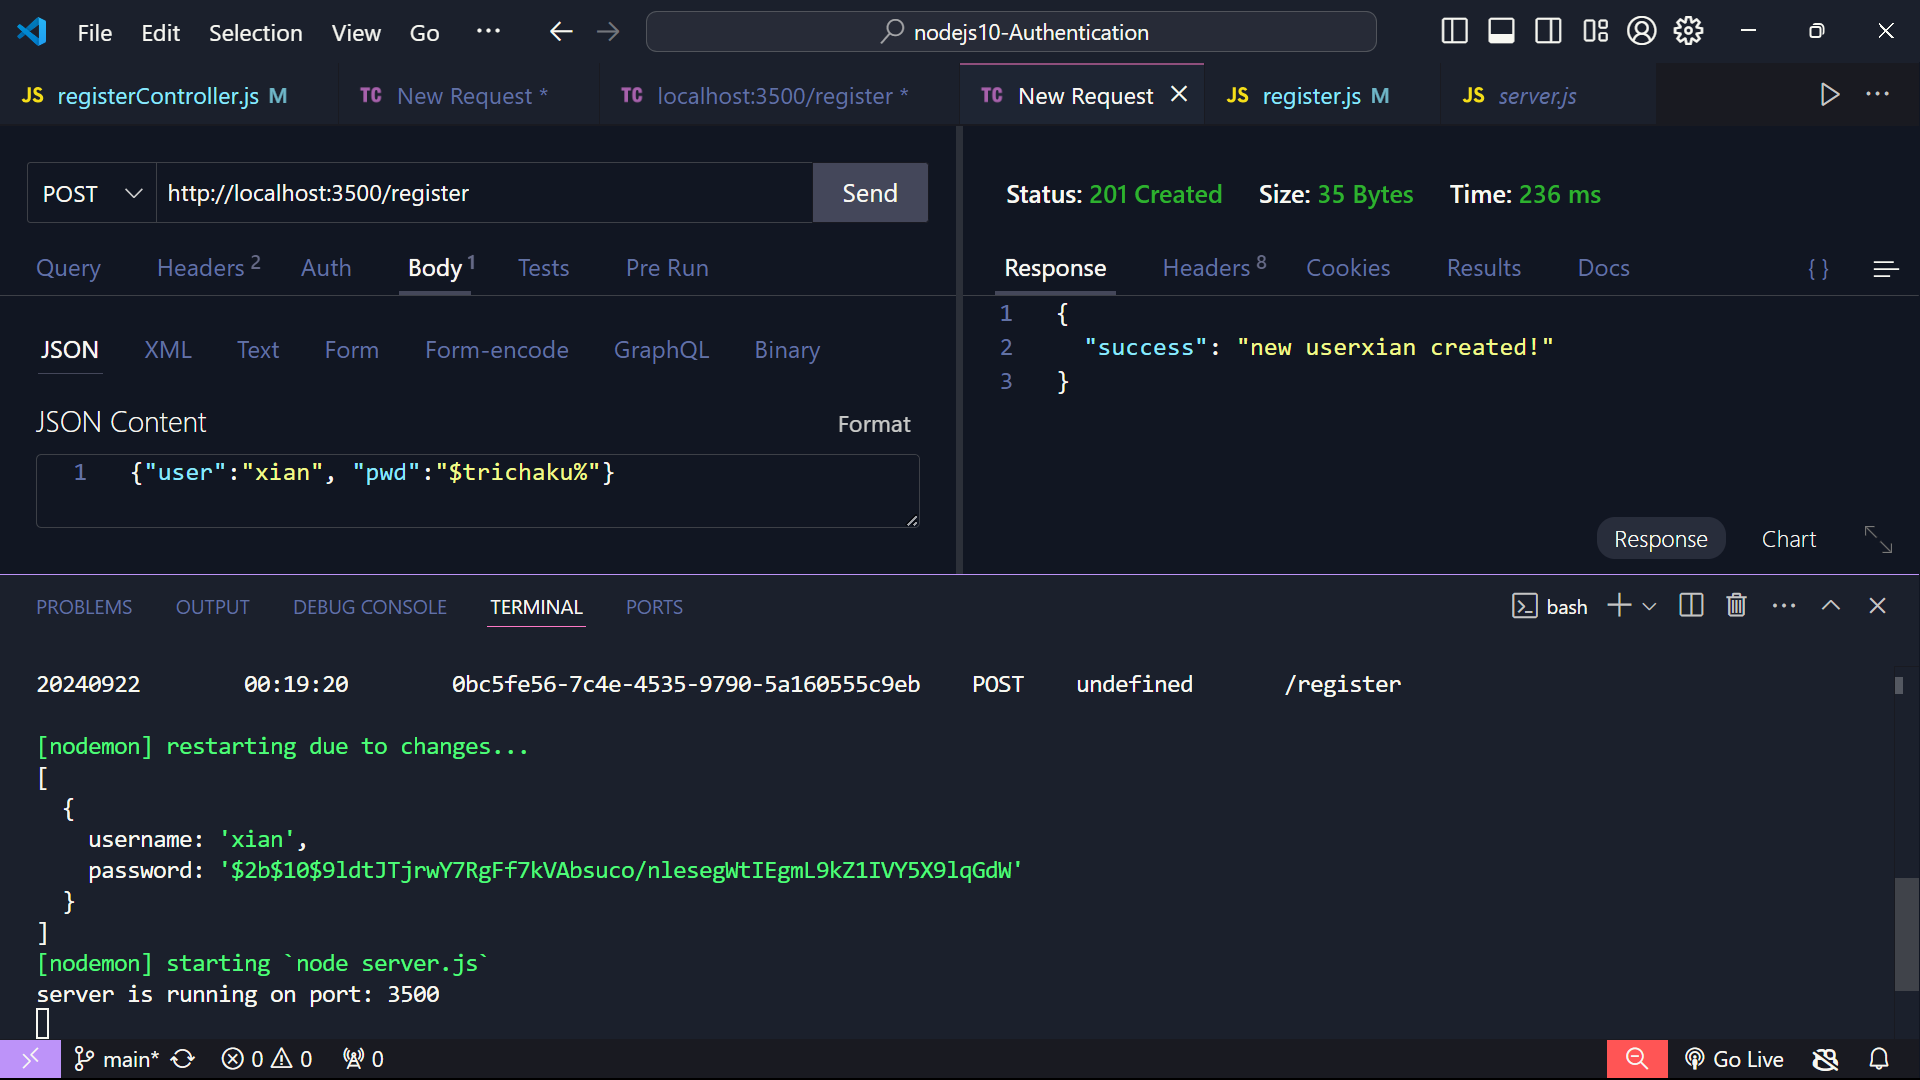 File Edit Selection View Go ··· nodejs10-Authentication
JS registerController.js M TC New Request * TC localhost:3500/register * TC New Request JS register.js M JS server.js ···
POST http://localhost:3500/register Send
Status: 201 Created Size: 35 Bytes Time: 236 ms
Query Headers 2 Auth Body 1 Tests Pre Run
Response Headers 8 Cookies Results Docs { }
1 {
2 "success": "new userxian created!"
3 }
JSON XML Text Form Form-encode GraphQL Binary
JSON Content Format
1 {"user":"xian", "pwd":"$trichaku%"}
Response Chart
PROBLEMS OUTPUT DEBUG CONSOLE TERMINAL PORTS bash ···
20240922 00:19:20 0bc5fe56-7c4e-4535-9790-5a160555c9eb POST undefined /register
[nodemon] restarting due to changes...
[
{
username: 'xian',
password: '$2b$10$9ldtJTjrwY7RgFf7kVAbsuco/nlesegWtIEgmL9kZ1IVY5X9lqGdW'
}
]
[nodemon] starting `node server.js`
server is running on port: 3500
main* 0 0 0 Go Live